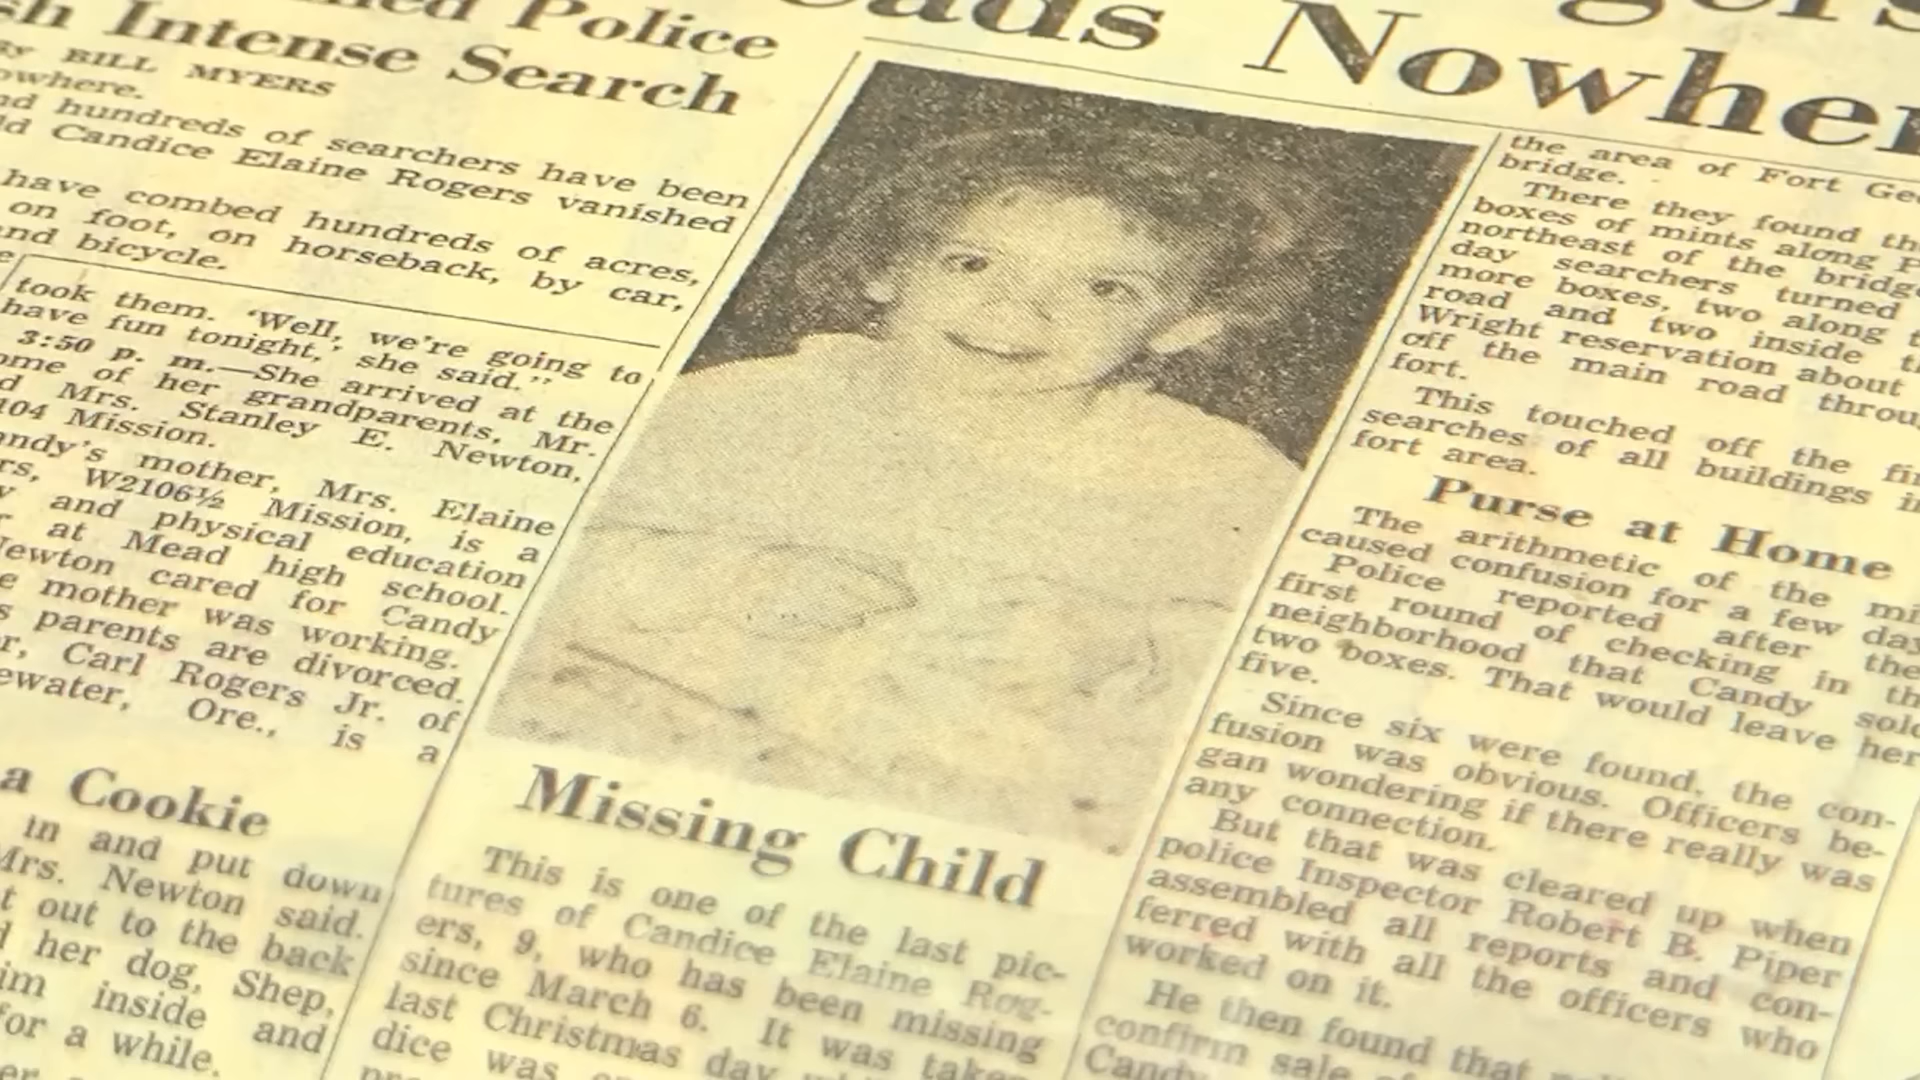 Police
Intense Search
By BILL MYERS
owhere.
nd hundreds of searchers have been
ld Candice Elaine Rogers vanished
have combed hundreds of acres,
on foot, on horseback, by car,
nd bicycle.
took them. 'Well, we're going to
have fun tonight,' she said."
3:50 p. m.—She arrived at the
ome of her grandparents, Mr.
d Mrs. Stanley E. Newton,
104 Mission.
andy's mother, Mrs. Elaine
rs, W2106½ Mission, is a
y and physical education
r at Mead high school.
Newton cared for Candy
e mother was working.
s parents are divorced.
r, Carl Rogers Jr. of
ewater, Ore., is a
a Cookie
in and put down
Mrs. Newton said.
t out to the back
d her dog, Shep,
im inside and
for a while.
Nowher
Missing Child
This is one of the last pic-
tures of Candice Elaine Rog-
ers, 9, who has been missing
since March 6. It was taken
last Christmas day
dice was
the area of Fort Geo
bridge.
There they found th
boxes of mints along
northeast of the bridge
day searchers turned
more boxes, two along t
road and two inside th
Wright reservation about
off the main road throu
fort.
This touched off the fir
searches of all buildings in
fort area.
Purse at Home
The arithmetic of the mi
caused confusion for a few day
Police reported after the
first round of checking in th
neighborhood that Candy sold
two boxes. That would leave her
five.
Since six were found, the con-
fusion was obvious. Officers be-
gan wondering if there really was
any connection.
But that was cleared up when
police Inspector Robert B. Piper
assembled all reports and con-
ferred with all the officers who
worked on it.
He then found that
confirm sale of
Candy